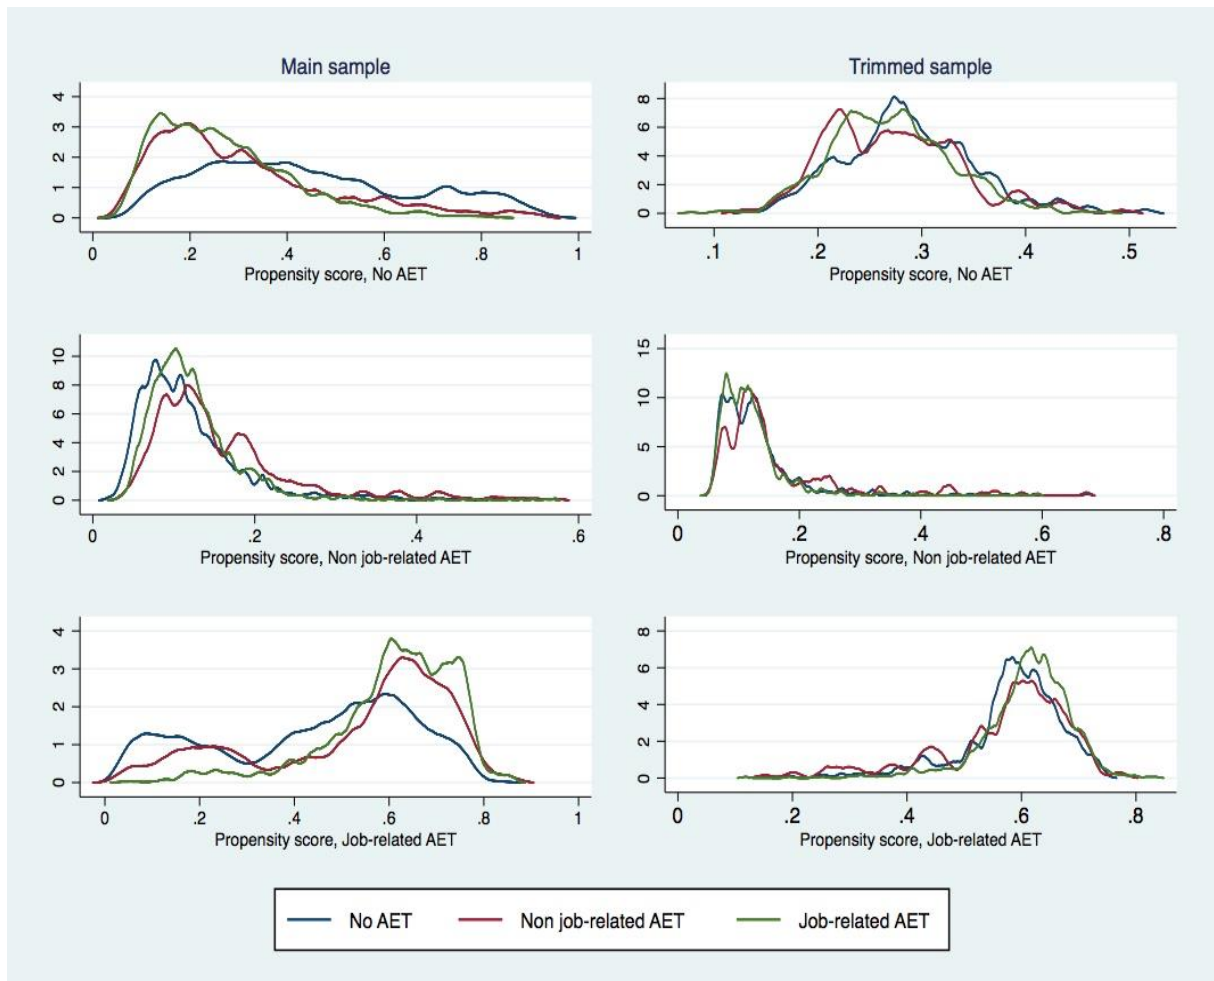 Main sample
4
3
2
1
0
0 .2 .4 .6 .8 1
Propensity score, No AET
Trimmed sample
8
6
4
2
0
.1 .2 .3 .4 .5
Propensity score, No AET
10
8
6
4
2
0
0 .2 .4 .6
Propensity score, Non job-related AET
15
10
5
0
0 .2 .4 .6 .8
Propensity score, Non job-related AET
4
3
2
1
0
0 .2 .4 .6 .8 1
Propensity score, Job-related AET
8
6
4
2
0
0 .2 .4 .6 .8
Propensity score, Job-related AET
No AET Non job-related AET Job-related AET